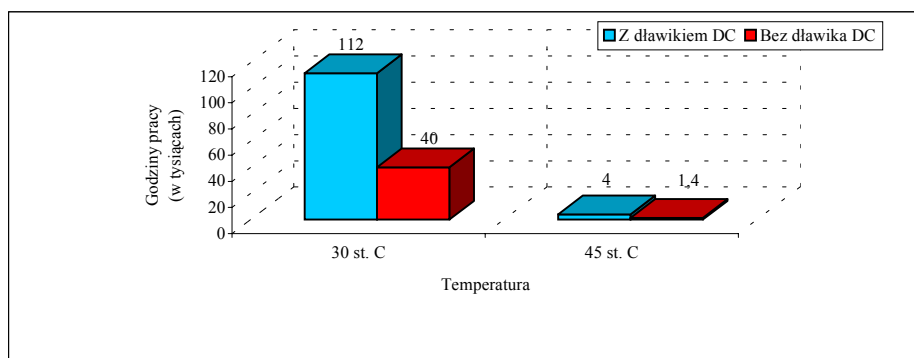 Z dławikiem DC Bez dławika DC
112
40
4
1,4
Godziny pracy
(w tysiącach)
120
100
80
60
40
20
0
30 st. C
45 st. C
Temperatura